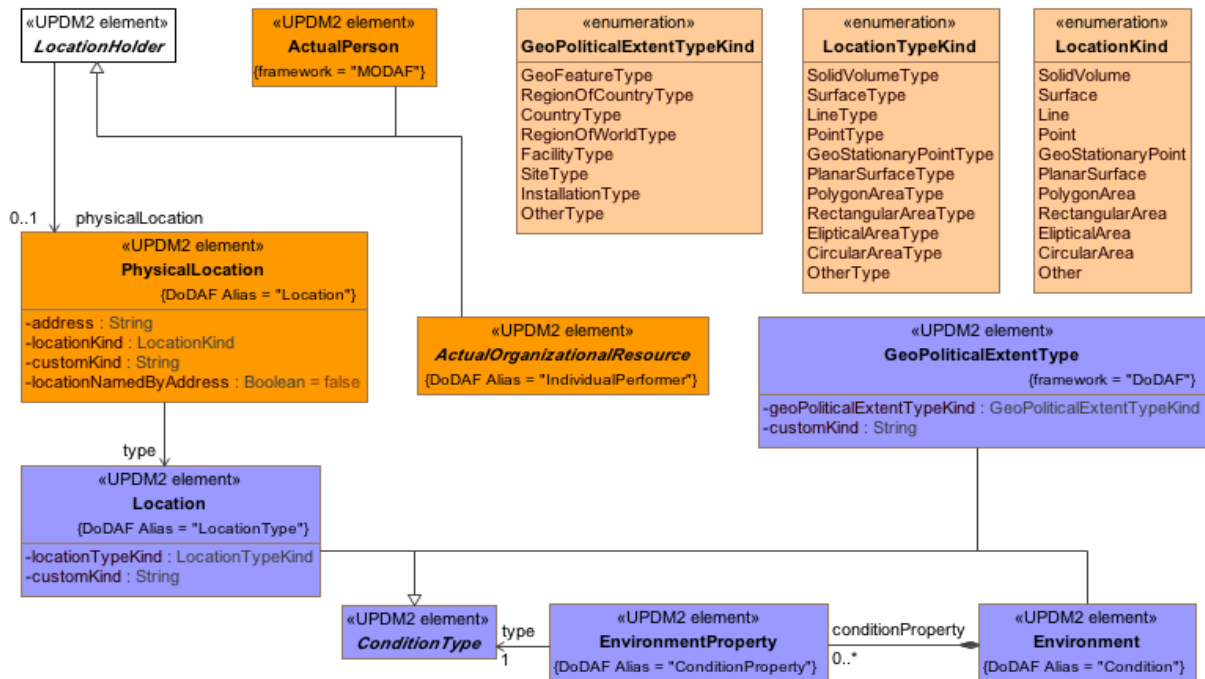 «UPDM2 element»
LocationHolder
«UPDM2 element»
ActualPerson
{framework = "MODAF"}
«enumeration»
GeoPoliticalExtentTypeKind
GeoFeatureType
RegionOfCountryType
CountryType
RegionOfWorldType
FacilityType
SiteType
InstallationType
OtherType
«enumeration»
LocationTypeKind
SolidVolumeType
SurfaceType
LineType
PointType
GeoStationaryPointType
PlanarSurfaceType
PolygonAreaType
RectangularAreaType
ElipticalAreaType
CircularAreaType
OtherType
«enumeration»
LocationKind
SolidVolume
Surface
Line
Point
GeoStationaryPoint
PlanarSurface
PolygonArea
RectangularArea
ElipticalArea
CircularArea
Other
0..1 physicalLocation
«UPDM2 element»
PhysicalLocation
{DoDAF Alias = "Location"}
-address : String
-locationKind : LocationKind
-customKind : String
-locationNamedByAddress : Boolean = false
«UPDM2 element»
ActualOrganizationalResource
{DoDAF Alias = "IndividualPerformer"}
«UPDM2 element»
GeoPoliticalExtentType
{framework = "DoDAF"}
-geoPoliticalExtentTypeKind : GeoPoliticalExtentTypeKind
-customKind : String
type
«UPDM2 element»
Location
{DoDAF Alias = "LocationType"}
-locationTypeKind : LocationTypeKind
-customKind : String
«UPDM2 element»
ConditionType
type
1
«UPDM2 element»
EnvironmentProperty
{DoDAF Alias = "ConditionProperty"}
conditionProperty
0..*
«UPDM2 element»
Environment
{DoDAF Alias = "Condition"}